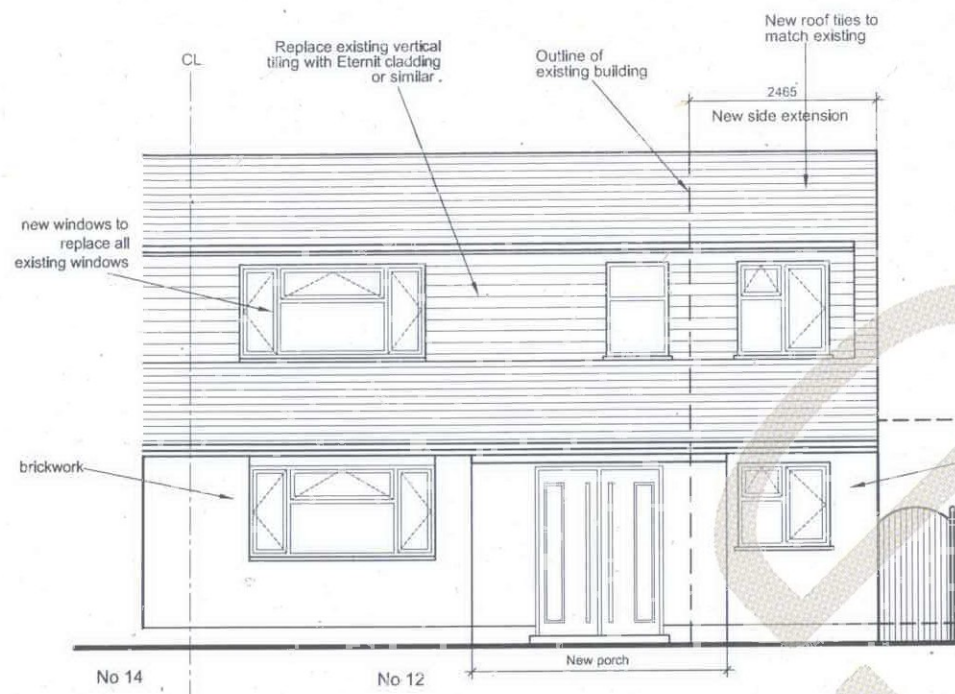 New roof tiles to
match existing
Replace existing vertical
tiling with Eternit cladding
or similar .
Outline of
existing building
CL
2465
New side extension
new windows to
replace all
existing windows
brickwork
New porch
No 14
No 12